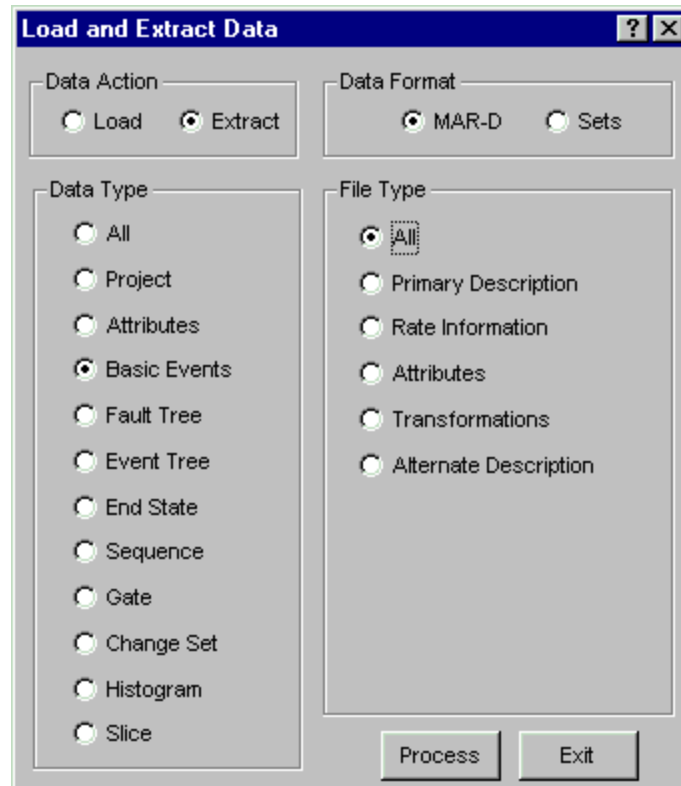 Load and Extract Data
? X
Data Action
Load Extract
Data Format
MAR-D Sets
Data Type
All
Project
Attributes
Basic Events
Fault Tree
Event Tree
End State
Sequence
Gate
Change Set
Histogram
Slice
File Type
All
Primary Description
Rate Information
Attributes
Transformations
Alternate Description
Process Exit